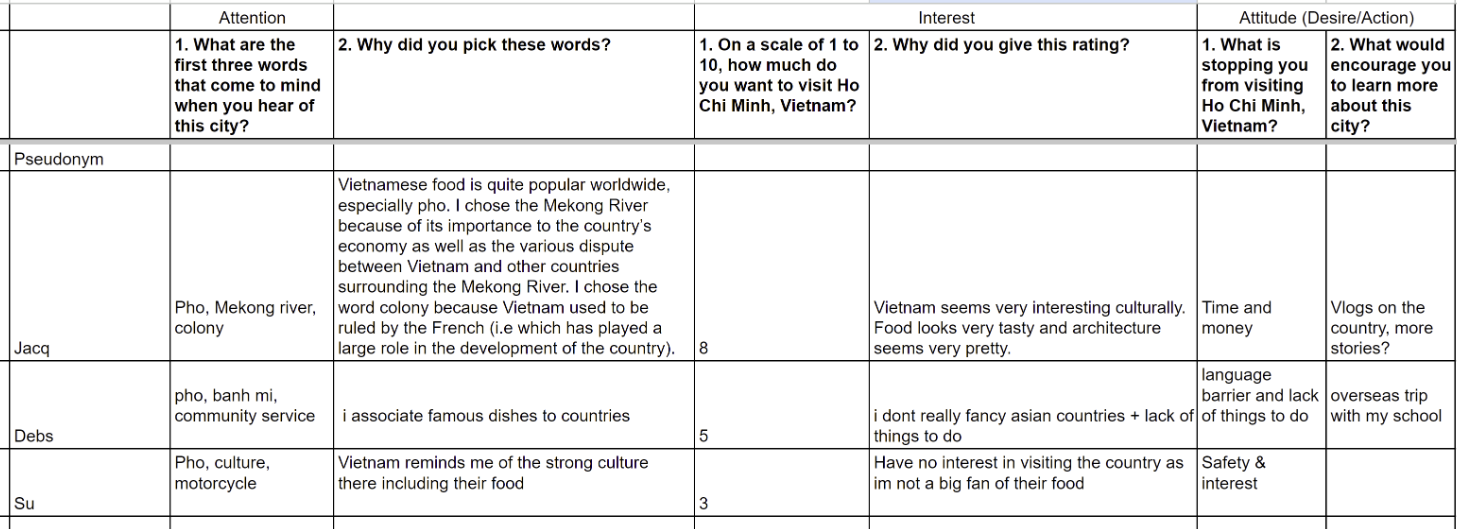 Attention
Interest
Attitude (Desire/Action)
1. What are the
first three words
that come to mind
when you hear of
this city?
2. Why did you pick these words?
1. On a scale of 1 to
10, how much do
you want to visit Ho
Chi Minh, Vietnam?
2. Why did you give this rating?
1. What is
stopping you
from visiting
Ho Chi Minh,
Vietnam?
2. What would
encourage you
to learn more
about this
city?
Pseudonym
Jacq
Pho, Mekong river,
colony
Vietnamese food is quite popular worldwide,
especially pho. I chose the Mekong River
because of its importance to the country's
economy as well as the various dispute
between Vietnam and other countries
surrounding the Mekong River. I chose the
word colony because Vietnam used to be
ruled by the French (i.e which has played a
large role in the development of the country).
8
Vietnam seems very interesting culturally.
Food looks very tasty and architecture
seems very pretty.
Time and
money
Vlogs on the
country, more
stories?
Debs
pho, banh mi,
community service
i associate famous dishes to countries
5
i dont really fancy asian countries + lack of
things to do
language
barrier and lack
of things to do
overseas trip
with my school
Su
Pho, culture,
motorcycle
Vietnam reminds me of the strong culture
there including their food
3
Have no interest in visiting the country as
im not a big fan of their food
Safety &
interest